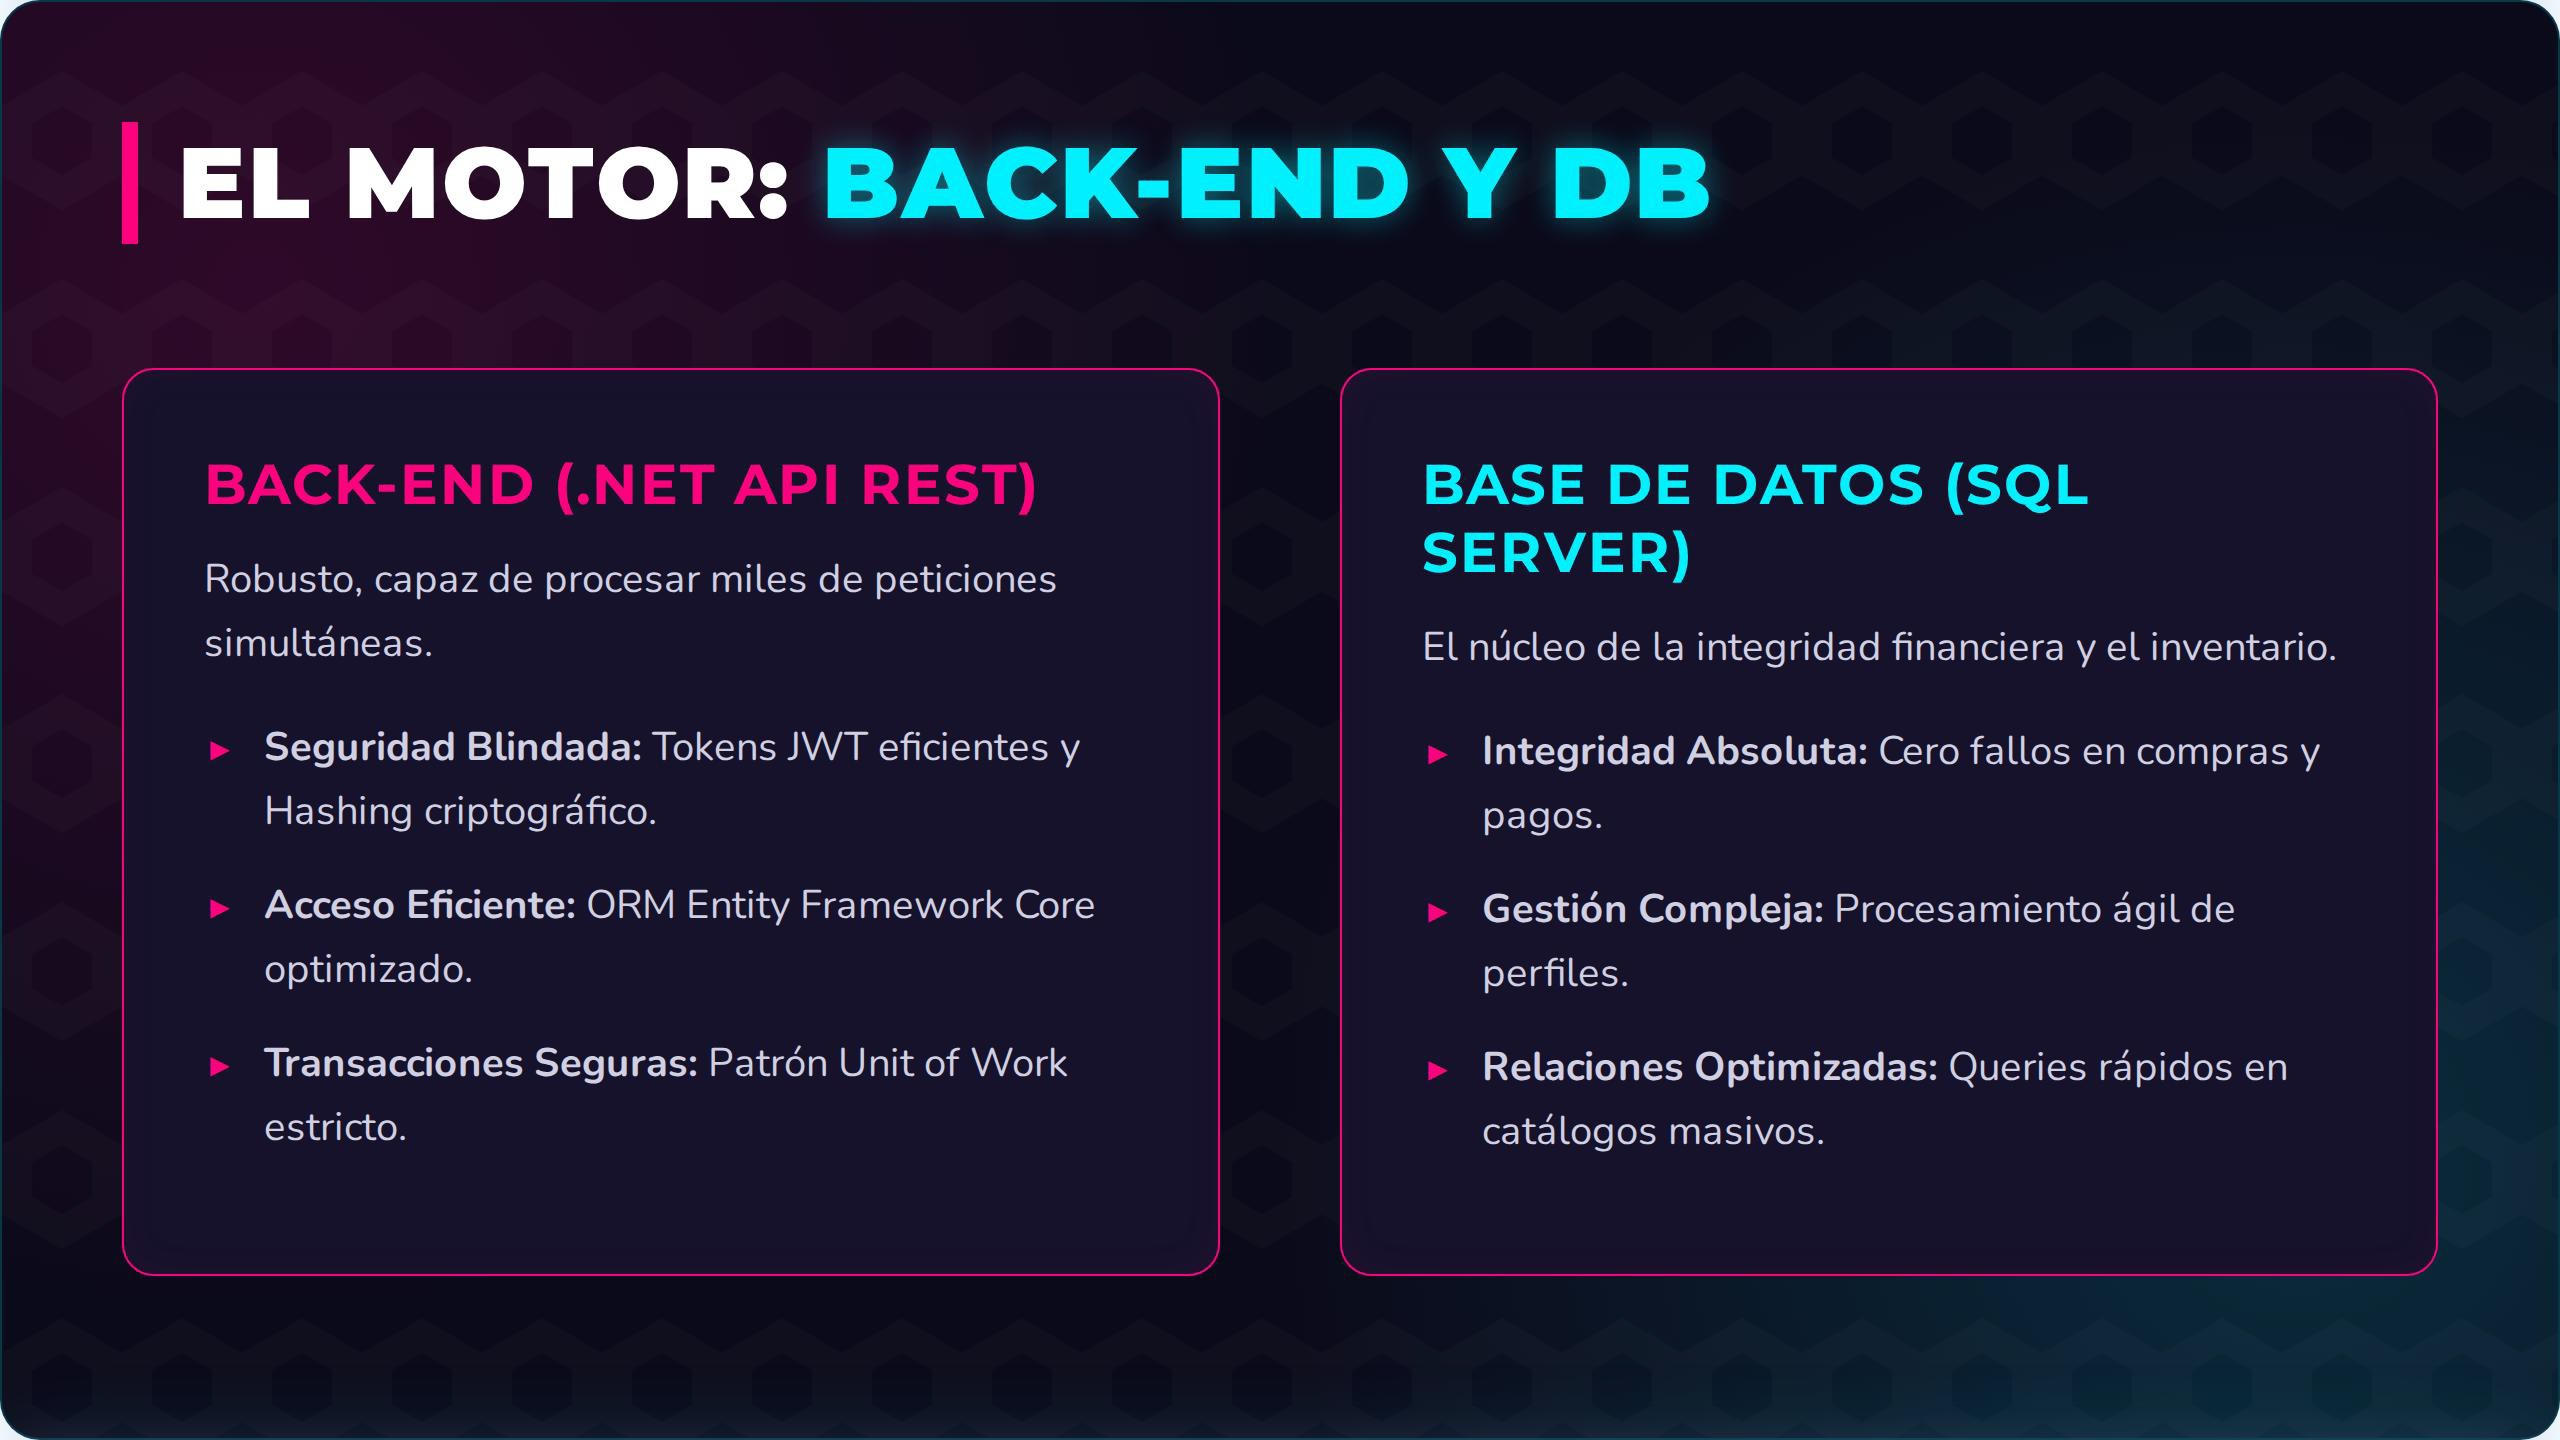 EL MOTOR: BACK-END Y DB
BACK-END (.NET API REST)
Robusto, capaz de procesar miles de peticiones
simultáneas.
► Seguridad Blindada: Tokens JWT eficientes y
Hashing criptográfico.
► Acceso Eficiente: ORM Entity Framework Core
optimizado.
► Transacciones Seguras: Patrón Unit of Work
estricto.
BASE DE DATOS (SQL
SERVER)
El núcleo de la integridad financiera y el inventario.
► Integridad Absoluta: Cero fallos en compras y
pagos.
► Gestión Compleja: Procesamiento ágil de
perfiles.
► Relaciones Optimizadas: Queries rápidos en
catálogos masivos.